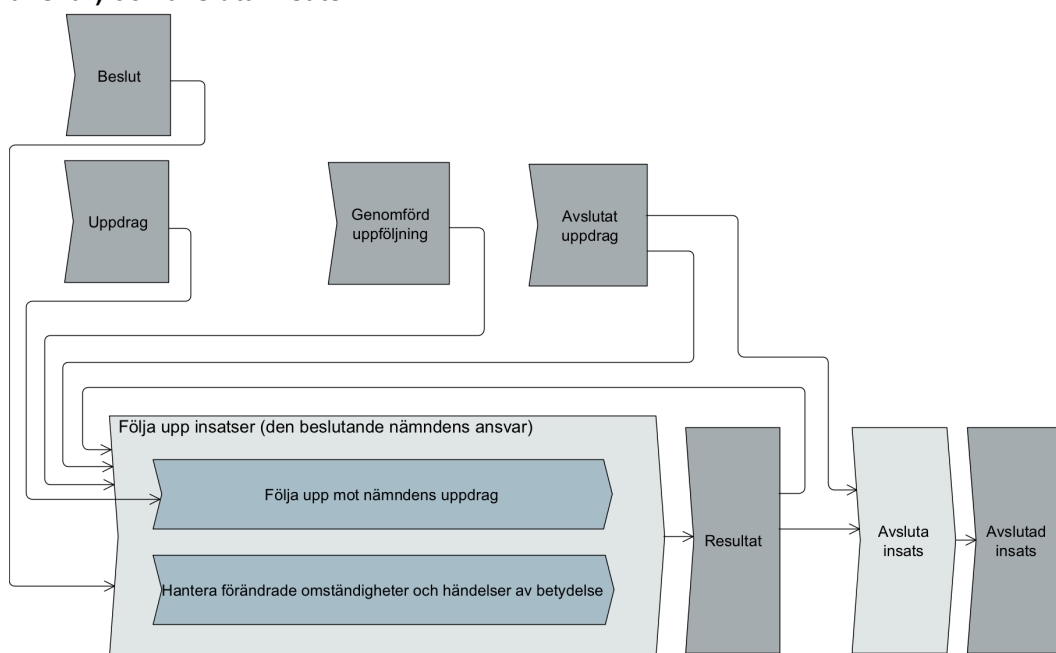 Beslut
Uppdrag
Genomförd
uppföljning
Avslutat
uppdrag
Följa upp insatser (den beslutande nämndens ansvar)
Följa upp mot nämndens uppdrag
Hantera förändrade omständigheter och händelser av betydelse
Resultat
Avsluta
insats
Avslutad
insats